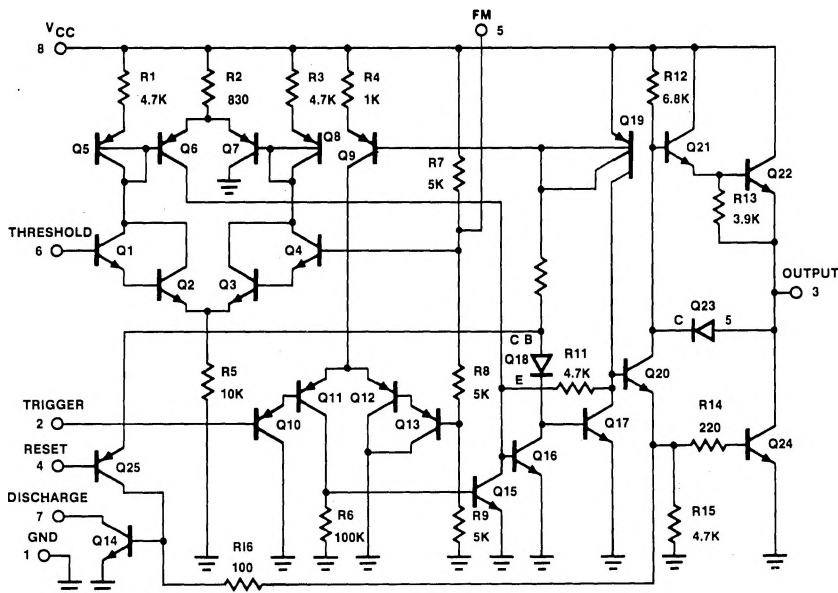 FM
VCC
8
5
R1
4.7K
R2
830
R3
4.7K
R4
1K
R12
6.8K
Q19
Q5
Q6
Q7
Q8
Q9
R7
5K
Q21
Q22
R13
3.9K
THRESHOLD
6
Q1
Q2
Q3
Q4
OUTPUT
3
C B
Q18
E
R11
4.7K
Q23
C
5
Q20
R5
10K
R8
5K
TRIGGER
2
Q11
Q12
Q10
Q13
R14
220
RESET
4
Q25
Q16
Q17
Q24
DISCHARGE
7
Q15
R6
100K
R9
5K
R15
4.7K
Q14
GND
1
R16
100